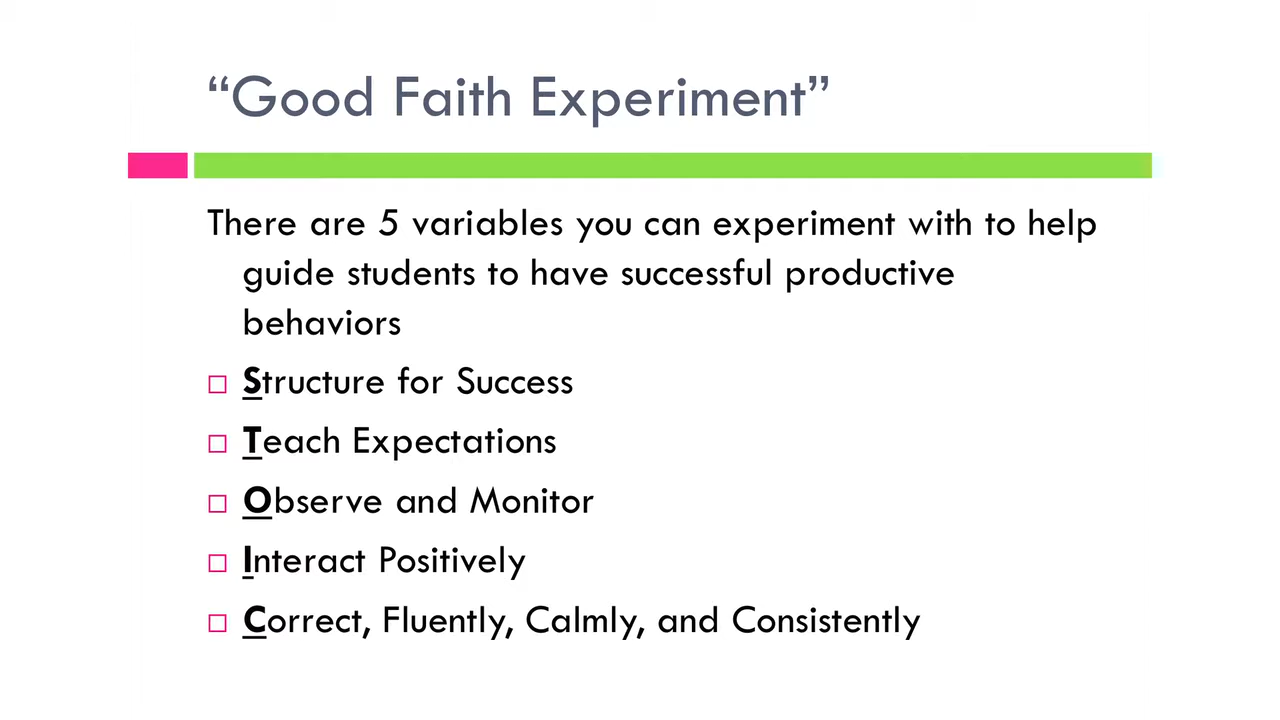 “Good Faith Experiment”
There are 5 variables you can experiment with to help
guide students to have successful productive
behaviors
Structure for Success
Teach Expectations
Observe and Monitor
Interact Positively
Correct, Fluently, Calmly, and Consistently